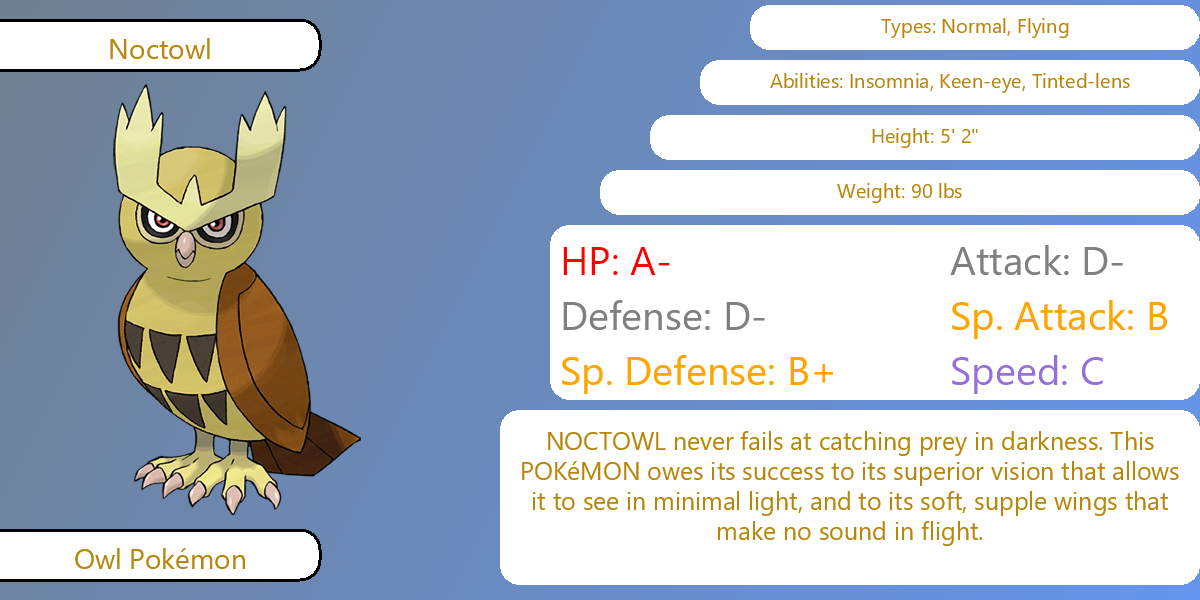 Noctowl
Owl Pokémon
Types: Normal, Flying
Abilities: Insomnia, Keen-eye, Tinted-lens
Height: 5' 2"
Weight: 90 lbs
HP: A-
Attack: D-
Defense: D-
Sp. Attack: B
Sp. Defense: B+
Speed: C
NOCTOWL never fails at catching prey in darkness. This
POKéMON owes its success to its superior vision that allows
it to see in minimal light, and to its soft, supple wings that
make no sound in flight.